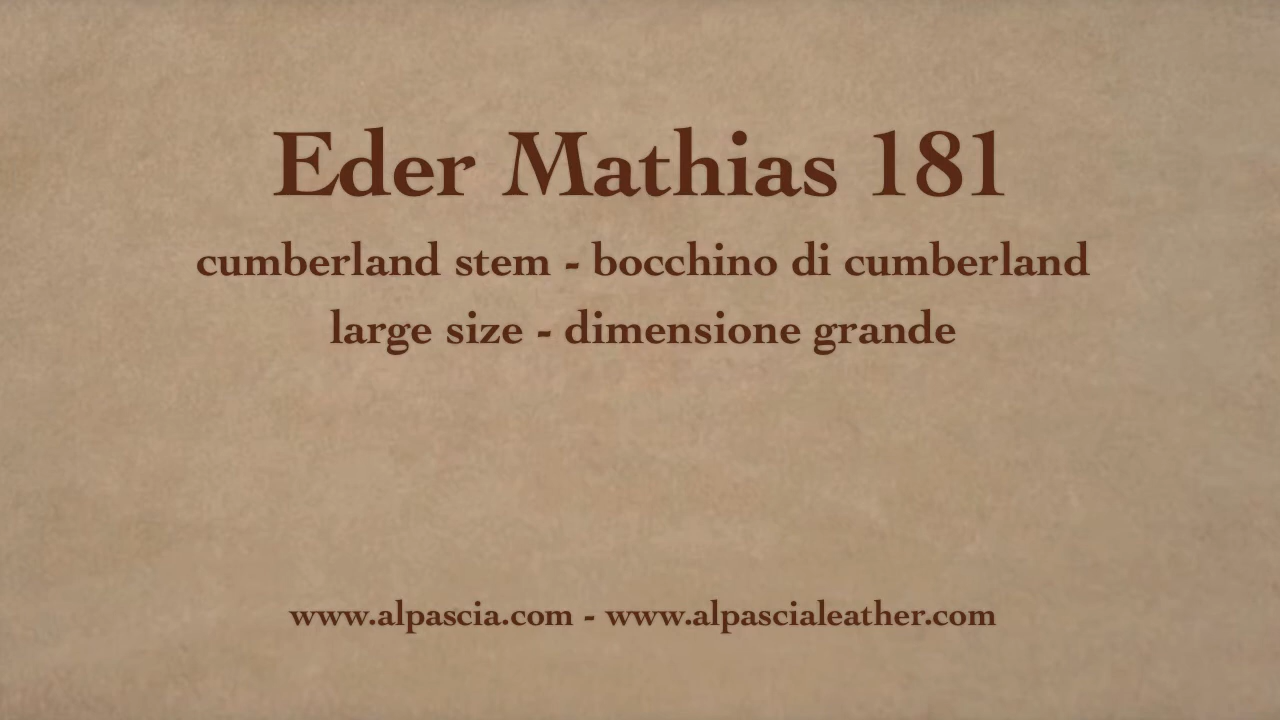 Eder Mathias 181
cumberland stem - bocchino di cumberland
large size - dimensione grande
www.alpascia.com - www.alpascialeather.com